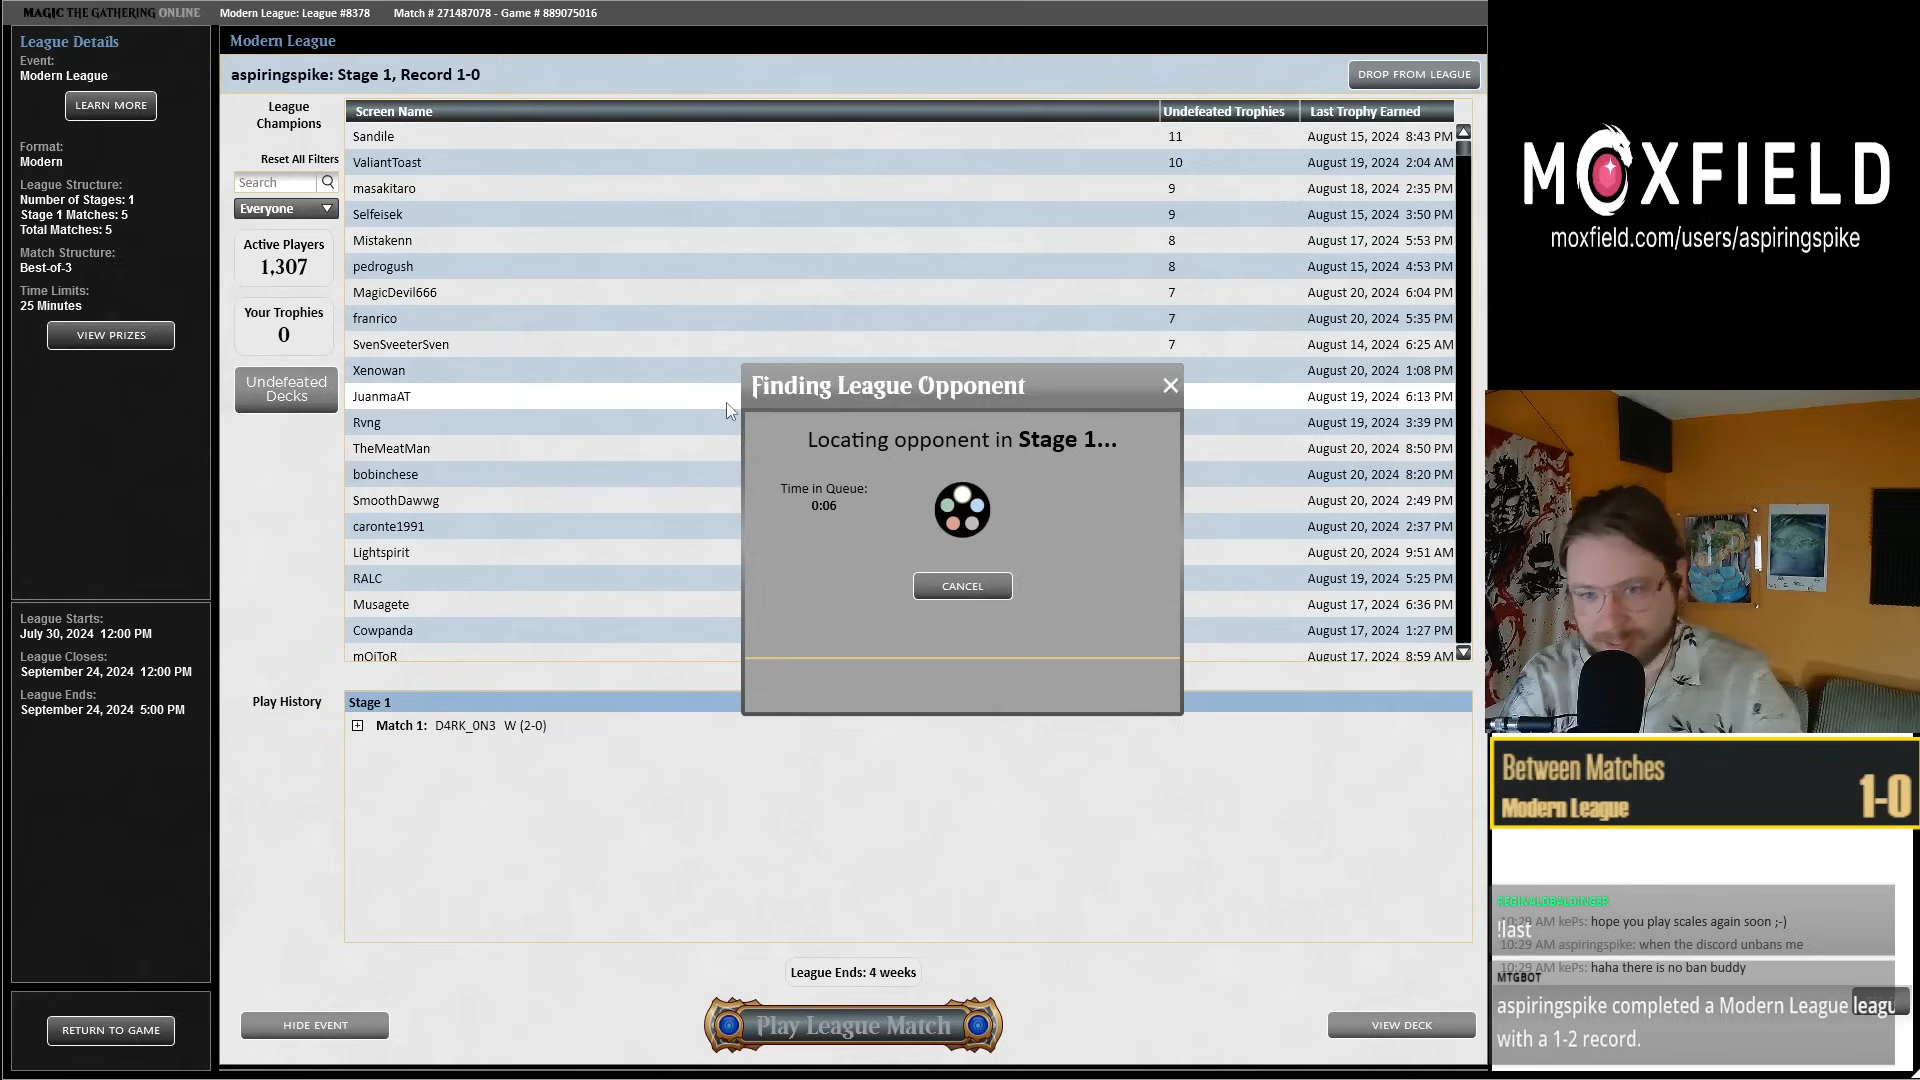 MAGIC THE GATHERING ONLINE
Modern League: League #8378
Match # 271487078 - Game # 889075016
League Details
Event:
Modern League
LEARN MORE
Format:
Modern
League Structure:
Number of Stages: 1
Stage 1 Matches: 5
Total Matches: 5
Match Structure:
Best-of-3
Time Limits:
25 Minutes
VIEW PRIZES
League Starts:
July 30, 2024 12:00 PM
League Closes:
September 24, 2024 12:00 PM
League Ends:
September 24, 2024 5:00 PM
RETURN TO GAME
Modern League
aspiringspike: Stage 1, Record 1-0
DROP FROM LEAGUE
League
Champions
Reset All Filters
Search
Everyone
Active Players
1,307
Your Trophies
0
Undefeated
Decks
Screen Name Undefeated Trophies Last Trophy Earned
Sandile 11 August 15, 2024 8:43 PM
ValiantToast 10 August 19, 2024 2:04 AM
masakitaro 9 August 18, 2024 2:35 PM
Selfeisek 9 August 15, 2024 3:50 PM
Mistakenn 8 August 17, 2024 5:53 PM
pedrogush 8 August 15, 2024 4:53 PM
MagicDevil666 7 August 20, 2024 6:04 PM
franrico 7 August 20, 2024 5:35 PM
SvenSveeterSven 7 August 14, 2024 6:25 AM
Xenowan August 20, 2024 1:08 PM
JuanmaAT August 19, 2024 6:13 PM
Rvng August 19, 2024 3:39 PM
TheMeatMan August 20, 2024 8:50 PM
bobinchese August 20, 2024 8:20 PM
SmoothDawwg August 20, 2024 2:49 PM
caronte1991 August 20, 2024 2:37 PM
Lightspirit August 20, 2024 9:51 AM
RALC August 19, 2024 5:25 PM
Musagete August 17, 2024 6:36 PM
Cowpanda August 17, 2024 1:27 PM
mOiToR August 17, 2024 8:59 AM
Finding League Opponent
Locating opponent in Stage 1...
Time in Queue:
0:06
CANCEL
Play History
Stage 1
Match 1: D4RK_0N3 W (2-0)
League Ends: 4 weeks
HIDE EVENT
Play League Match
VIEW DECK
MOXFIELD
moxfield.com/users/aspiringspike
Between Matches
Modern League
1-0
REGINALDBALDINGER
10:29 AM kePs: hope you play scales again soon ;-)
!last
10:29 AM aspiringspike: when the discord unbans me
10:29 AM kePs: haha there is no ban buddy
MTGBOT
aspiringspike completed a Modern League leagu
with a 1-2 record.